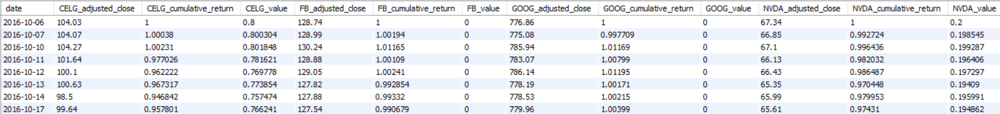 date CELG_adjusted_close CELG_cumulative_return CELG_value FB_adjusted_close FB_cumulative_return FB_value GOOG_adjusted_close GOOG_cumulative_return GOOG_value NVDA_adjusted_close NVDA_cumulative_return NVDA_value
2016-10-06 104.03 1 0.8 128.74 1 0 776.86 1 0 67.34 1 0.2
2016-10-07 104.07 1.00038 0.800304 128.99 1.00194 0 775.08 0.997709 0 66.85 0.992724 0.198545
2016-10-10 104.27 1.00231 0.801848 130.24 1.01165 0 785.94 1.01169 0 67.1 0.996436 0.199287
2016-10-11 101.64 0.977026 0.781621 128.88 1.00109 0 783.07 1.00799 0 66.13 0.982032 0.196406
2016-10-12 100.1 0.962222 0.769778 129.05 1.00241 0 786.14 1.01195 0 66.43 0.986487 0.197297
2016-10-13 100.63 0.967317 0.773854 127.82 0.992854 0 778.19 1.00171 0 65.35 0.970448 0.19409
2016-10-14 98.5 0.946842 0.757474 127.88 0.99332 0 778.53 1.00215 0 65.99 0.979953 0.195991
2016-10-17 99.64 0.957801 0.766241 127.54 0.990679 0 779.96 1.00399 0 65.61 0.97431 0.194862